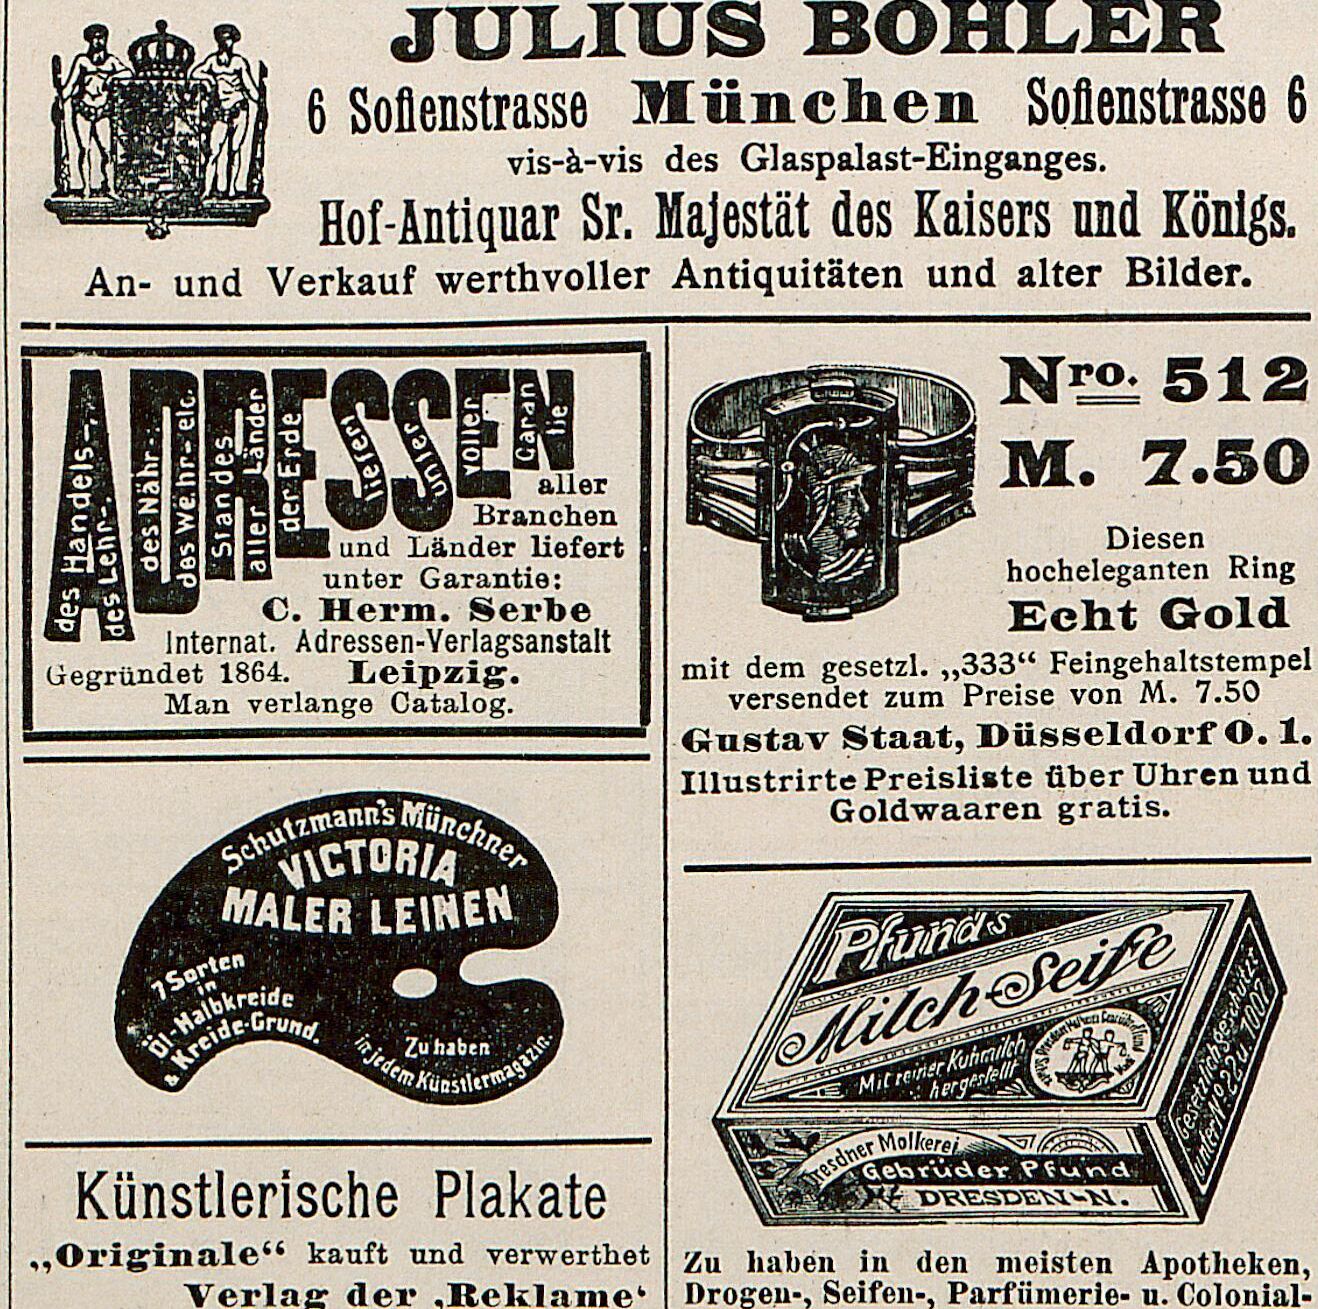 JULIUS BÖHLER
6 Sofienstrasse München Sofienstrasse 6
vis-à-vis des Glaspalast-Einganges.
Hof-Antiquar Sr. Majestät des Kaisers und Königs.
An- und Verkauf werthvoller Antiquitäten und alter Bilder.
ADRESSEN
des Handels-,
des Lehr-,
des Nähr-,
des Wehr- etc.
Standes
aller Länder
der Erde
liefert
unter
voller
Garan
tie
aller
Branchen
und Länder liefert
unter Garantie:
C. Herm. Serbe
Internat. Adressen-Verlagsanstalt
Gegründet 1864. Leipzig.
Man verlange Catalog.
Schutzmann's Münchner
VICTORIA
MALER LEINEN
7 Sorten
in
Öl-Halbkreide
& Kreide-Grund.
Zu haben
in jedem Künstlermagazin.
Künstlerische Plakate
„Originale“ kauft und verwerthet
Verlag der ‚Reklame‘
Nro. 512
M. 7.50
Diesen
hocheleganten Ring
Echt Gold
mit dem gesetzl. „333“ Feingehaltstempel
versendet zum Preise von M. 7.50
Gustav Staat, Düsseldorf O. 1.
Illustrirte Preisliste über Uhren und
Goldwaaren gratis.
Pfunds
Milch-Seife
Mit reiner Kuhmilch
hergestellt
Gesetzlich geschützt
unter No. 22 u. 1007
Dresdner Molkerei
Gebrüder Pfund
DRESDEN-N.
Zu haben in den meisten Apotheken,
Drogen-, Seifen-, Parfümerie- u. Colonial-